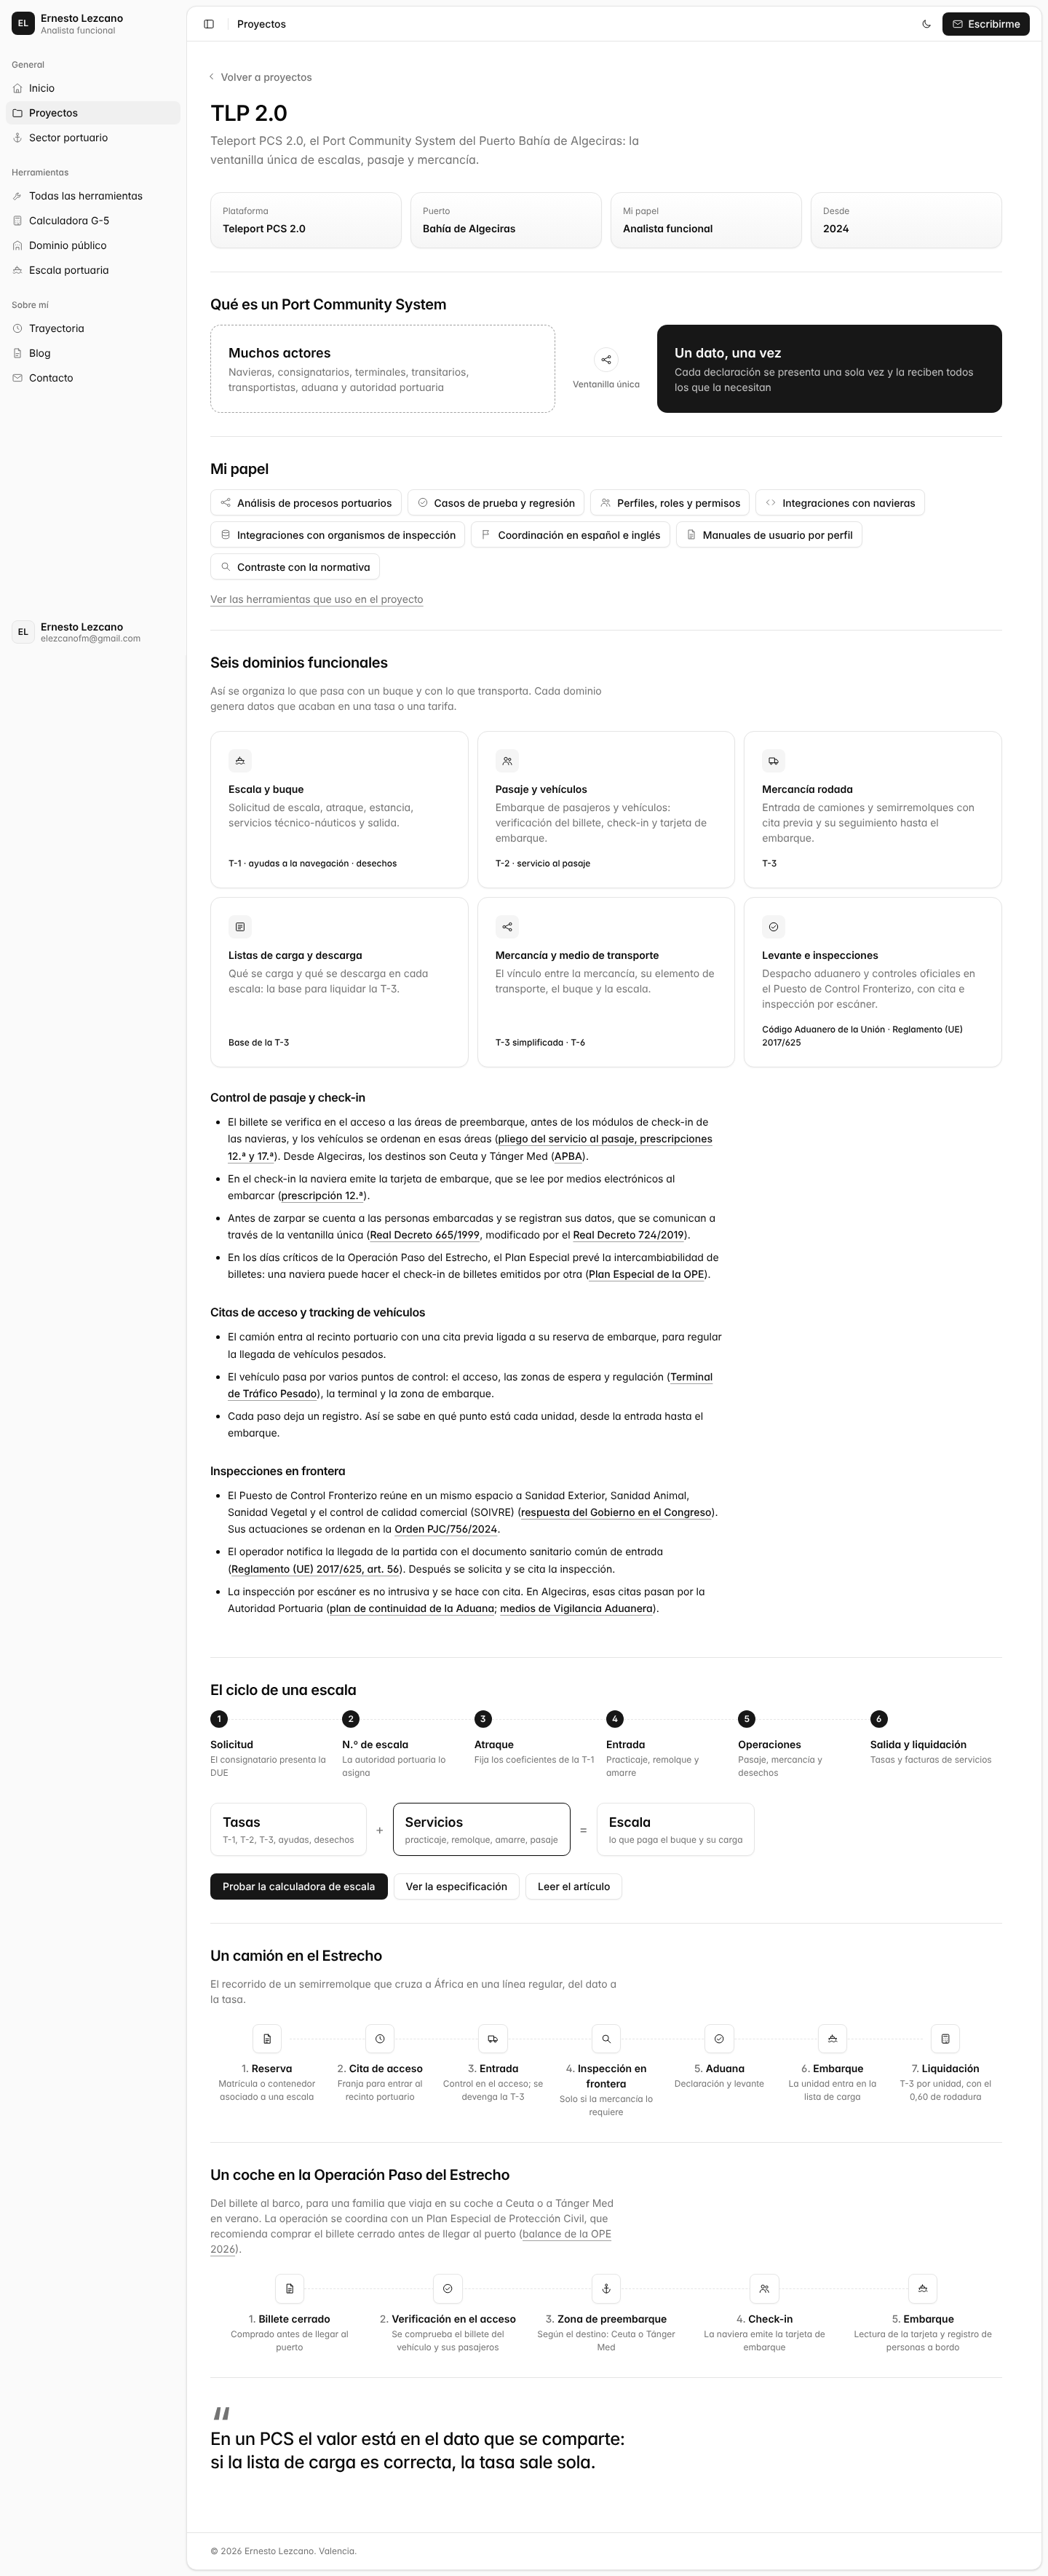 EL
Ernesto Lezcano
Analista funcional
General
Inicio
Proyectos
Sector portuario
Herramientas
Todas las herramientas
Calculadora G-5
Dominio público
Escala portuaria
Sobre mí
Trayectoria
Blog
Contacto
EL
Ernesto Lezcano
elezcanofm@gmail.com
Proyectos
Escribirme
Volver a proyectos
TLP 2.0
Teleport PCS 2.0, el Port Community System del Puerto Bahía de Algeciras: la
ventanilla única de escalas, pasaje y mercancía.
Plataforma
Teleport PCS 2.0
Puerto
Bahía de Algeciras
Mi papel
Analista funcional
Desde
2024
Qué es un Port Community System
Muchos actores
Navieras, consignatarios, terminales, transitarios,
transportistas, aduana y autoridad portuaria
Ventanilla única
Un dato, una vez
Cada declaración se presenta una sola vez y la reciben todos
los que la necesitan
Mi papel
Análisis de procesos portuarios
Casos de prueba y regresión
Perfiles, roles y permisos
Integraciones con navieras
Integraciones con organismos de inspección
Coordinación en español e inglés
Manuales de usuario por perfil
Contraste con la normativa
Ver las herramientas que uso en el proyecto
Seis dominios funcionales
Así se organiza lo que pasa con un buque y con lo que transporta. Cada dominio
genera datos que acaban en una tasa o una tarifa.
Escala y buque
Solicitud de escala, atraque, estancia,
servicios técnico-náuticos y salida.
T-1 · ayudas a la navegación · desechos
Pasaje y vehículos
Embarque de pasajeros y vehículos:
verificación del billete, check-in y tarjeta de
embarque.
T-2 · servicio al pasaje
Mercancía rodada
Entrada de camiones y semirremolques con
cita previa y su seguimiento hasta el
embarque.
T-3
Listas de carga y descarga
Qué se carga y qué se descarga en cada
escala: la base para liquidar la T-3.
Base de la T-3
Mercancía y medio de transporte
El vínculo entre la mercancía, su elemento de
transporte, el buque y la escala.
T-3 simplificada · T-6
Levante e inspecciones
Despacho aduanero y controles oficiales en
el Puesto de Control Fronterizo, con cita e
inspección por escáner.
Código Aduanero de la Unión · Reglamento (UE)
2017/625
Control de pasaje y check-in
• El billete se verifica en el acceso a las áreas de preembarque, antes de los módulos de check-in de
las navieras, y los vehículos se ordenan en esas áreas (pliego del servicio al pasaje, prescripciones
12.ª y 17.ª). Desde Algeciras, los destinos son Ceuta y Tánger Med (APBA).
• En el check-in la naviera emite la tarjeta de embarque, que se lee por medios electrónicos al
embarcar (prescripción 12.ª).
• Antes de zarpar se cuenta a las personas embarcadas y se registran sus datos, que se comunican a
través de la ventanilla única (Real Decreto 665/1999, modificado por el Real Decreto 724/2019).
• En los días críticos de la Operación Paso del Estrecho, el Plan Especial prevé la intercambiabilidad de
billetes: una naviera puede hacer el check-in de billetes emitidos por otra (Plan Especial de la OPE).
Citas de acceso y tracking de vehículos
• El camión entra al recinto portuario con una cita previa ligada a su reserva de embarque, para regular
la llegada de vehículos pesados.
• El vehículo pasa por varios puntos de control: el acceso, las zonas de espera y regulación (Terminal
de Tráfico Pesado), la terminal y la zona de embarque.
• Cada paso deja un registro. Así se sabe en qué punto está cada unidad, desde la entrada hasta el
embarque.
Inspecciones en frontera
• El Puesto de Control Fronterizo reúne en un mismo espacio a Sanidad Exterior, Sanidad Animal,
Sanidad Vegetal y el control de calidad comercial (SOIVRE) (respuesta del Gobierno en el Congreso).
Sus actuaciones se ordenan en la Orden PJC/756/2024.
• El operador notifica la llegada de la partida con el documento sanitario común de entrada
(Reglamento (UE) 2017/625, art. 56). Después se solicita y se cita la inspección.
• La inspección por escáner es no intrusiva y se hace con cita. En Algeciras, esas citas pasan por la
Autoridad Portuaria (plan de continuidad de la Aduana; medios de Vigilancia Aduanera).
El ciclo de una escala
1
Solicitud
El consignatario presenta la
DUE
2
N.º de escala
La autoridad portuaria lo
asigna
3
Atraque
Fija los coeficientes de la T-1
4
Entrada
Practicaje, remolque y
amarre
5
Operaciones
Pasaje, mercancía y
desechos
6
Salida y liquidación
Tasas y facturas de servicios
Tasas
T-1, T-2, T-3, ayudas, desechos
+
Servicios
practicaje, remolque, amarre, pasaje
=
Escala
lo que paga el buque y su carga
Probar la calculadora de escala
Ver la especificación
Leer el artículo
Un camión en el Estrecho
El recorrido de un semirremolque que cruza a África en una línea regular, del dato a
la tasa.
1. Reserva
Matrícula o contenedor
asociado a una escala
2. Cita de acceso
Franja para entrar al
recinto portuario
3. Entrada
Control en el acceso; se
devenga la T-3
4. Inspección en
frontera
Solo si la mercancía lo
requiere
5. Aduana
Declaración y levante
6. Embarque
La unidad entra en la
lista de carga
7. Liquidación
T-3 por unidad, con el
0,60 de rodadura
Un coche en la Operación Paso del Estrecho
Del billete al barco, para una familia que viaja en su coche a Ceuta o a Tánger Med
en verano. La operación se coordina con un Plan Especial de Protección Civil, que
recomienda comprar el billete cerrado antes de llegar al puerto (balance de la OPE
2026).
1. Billete cerrado
Comprado antes de llegar al
puerto
2. Verificación en el acceso
Se comprueba el billete del
vehículo y sus pasajeros
3. Zona de preembarque
Según el destino: Ceuta o Tánger
Med
4. Check-in
La naviera emite la tarjeta de
embarque
5. Embarque
Lectura de la tarjeta y registro de
personas a bordo
"
En un PCS el valor está en el dato que se comparte:
si la lista de carga es correcta, la tasa sale sola.
© 2026 Ernesto Lezcano. Valencia.